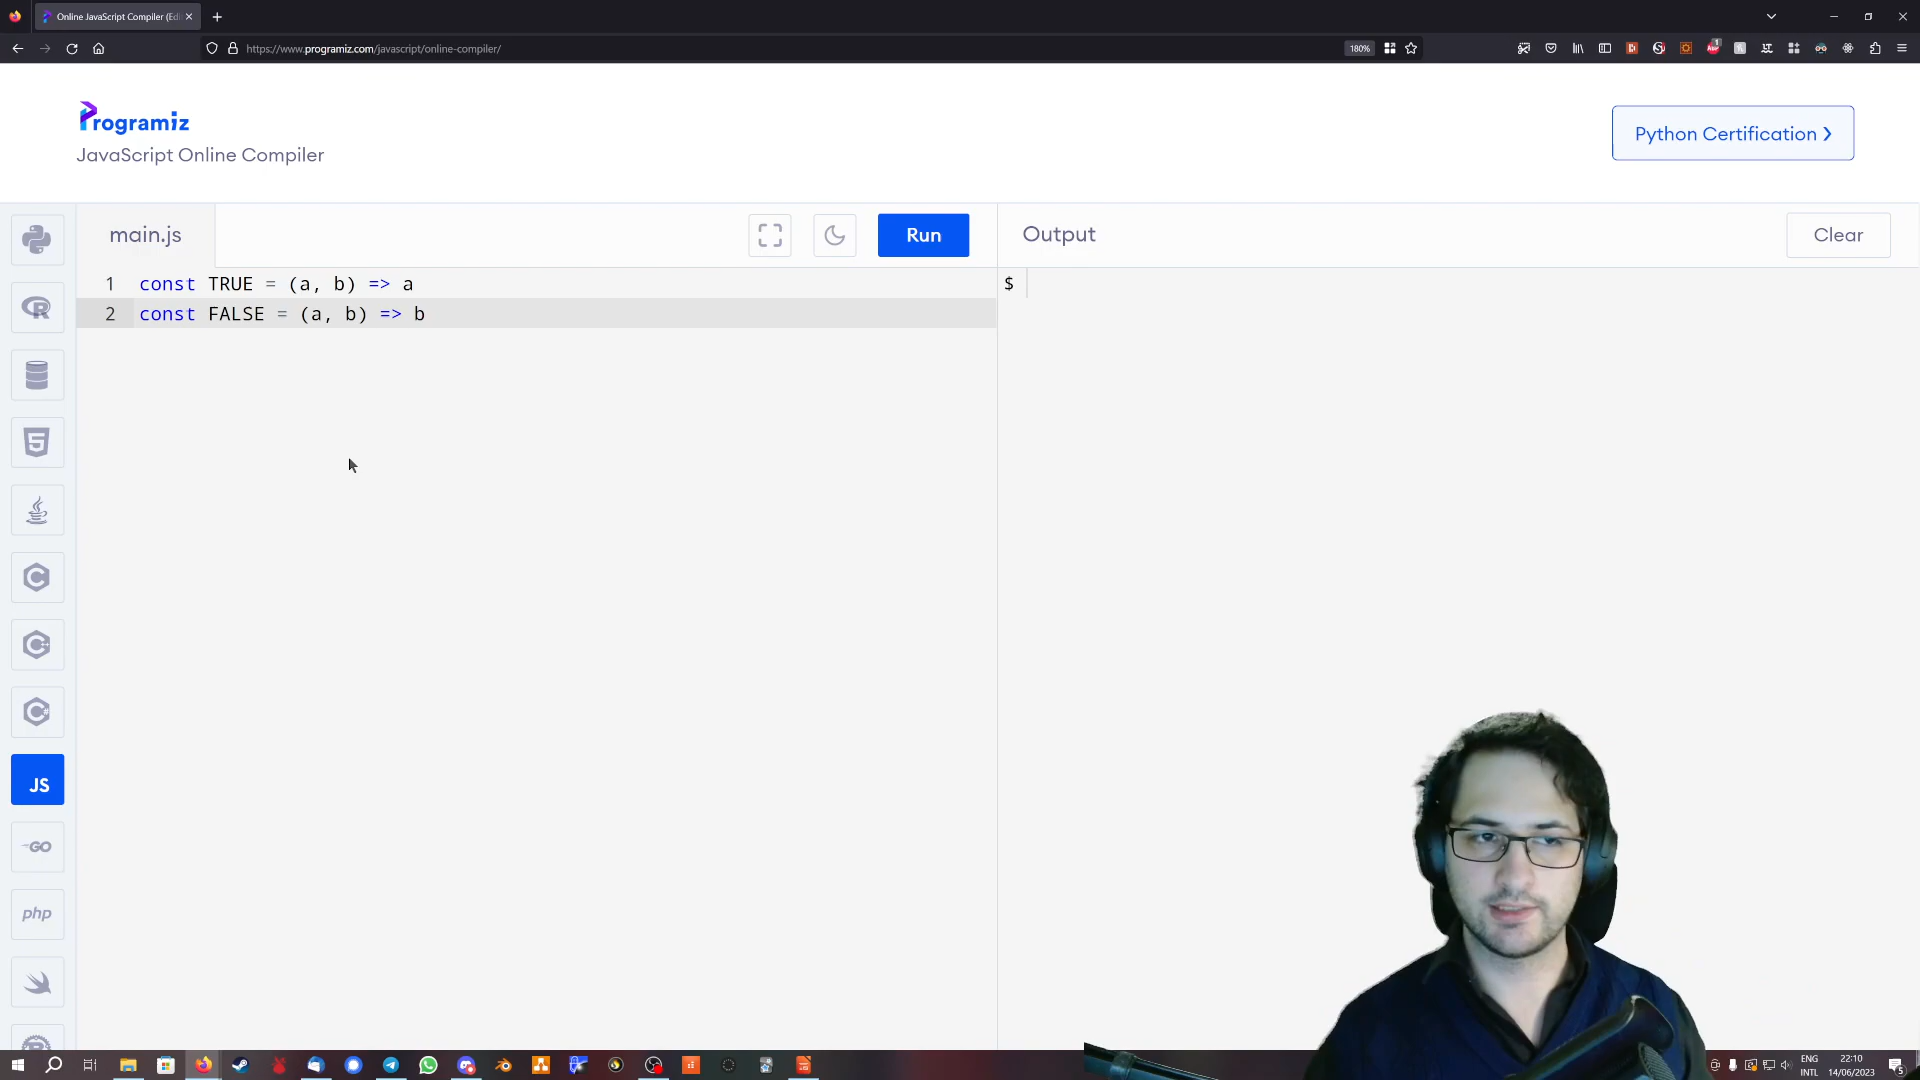 Online JavaScript Compiler (Edi
https://www.programiz.com/javascript/online-compiler/
180%
Programiz
JavaScript Online Compiler
Python Certification
main.js
Run
Output
Clear
1 const TRUE = (a, b) => a
2 const FALSE = (a, b) => b
$
JS
GO
php
ENG
INTL
22:10
14/06/2023
5